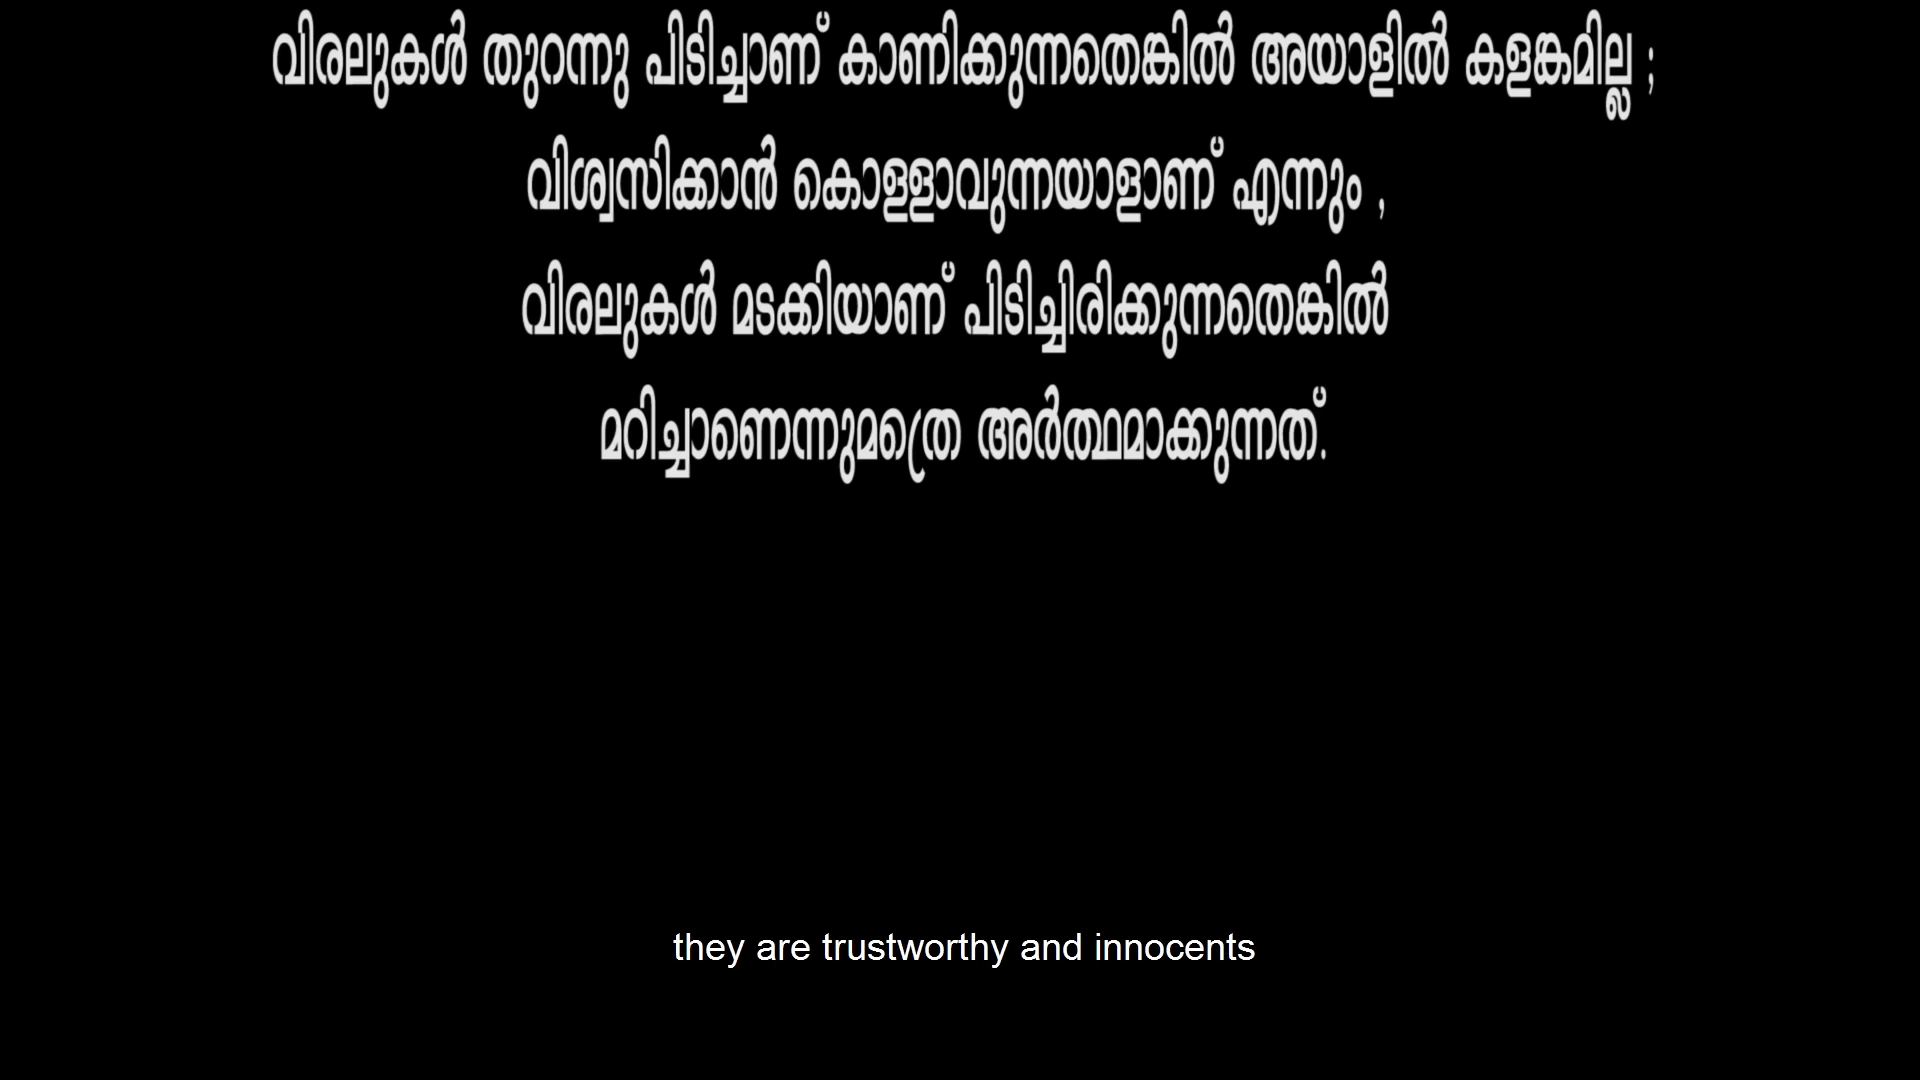 വിരലുകൾ തുറന്നു പിടിച്ചാണ് കാണിക്കുന്നതെങ്കിൽ അയാളിൽ കളങ്കമില്ല ;
വിശ്വസിക്കാൻ കൊള്ളാവുന്നയാളാണ് എന്നും ,
വിരലുകൾ മടക്കിയാണ് പിടിച്ചിരിക്കുന്നതെങ്കിൽ
മറിച്ചാണെന്നുമത്രെ അർത്ഥമാക്കുന്നത്.
they are trustworthy and innocents